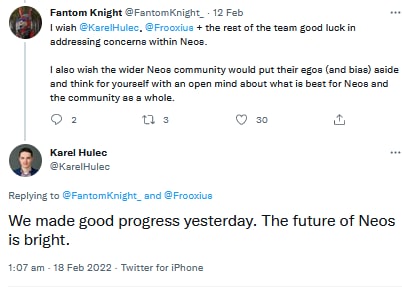 Fantom Knight @FantomKnight_ · 12 Feb
I wish @KarelHulec, @Frooxius + the rest of the team good luck in
addressing concerns within Neos.
I also wish the wider Neos community would put their egos (and bias) aside
and think for yourself with an open mind about what is best for Neos and
the community as a whole.
2 3 30
Karel Hulec
@KarelHulec
Replying to @FantomKnight_ and @Frooxius
We made good progress yesterday. The future of Neos
is bright.
1:07 am · 18 Feb 2022 · Twitter for iPhone